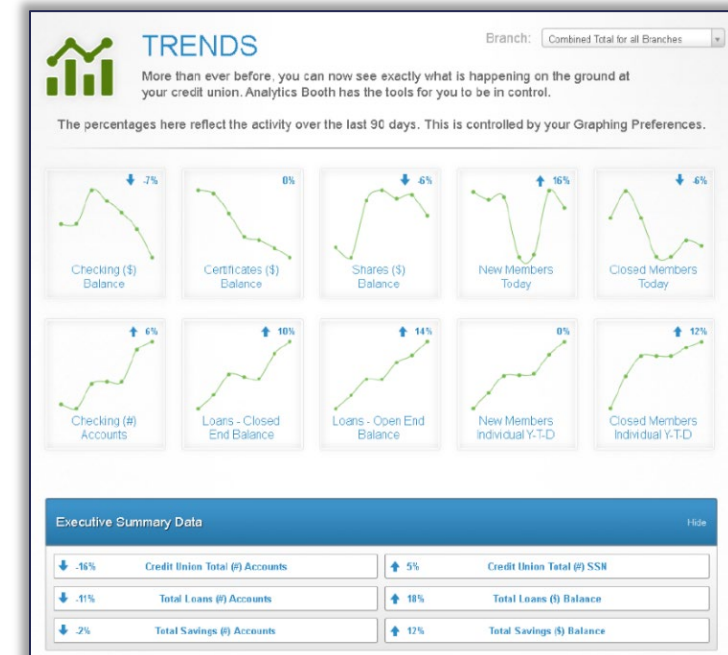 TRENDS
Branch: Combined Total for all Branches
More than ever before, you can now see exactly what is happening on the ground at
your credit union. Analytics Booth has the tools for you to be in control.
The percentages here reflect the activity over the last 90 days. This is controlled by your Graphing Preferences.
-7%
Checking ($)
Balance
0%
Certificates ($)
Balance
-6%
Shares ($)
Balance
16%
New Members
Today
-6%
Closed Members
Today
6%
Checking (#)
Accounts
10%
Loans - Closed
End Balance
14%
Loans - Open End
Balance
0%
New Members
Individual Y-T-D
12%
Closed Members
Individual Y-T-D
Executive Summary Data Hide
-16% Credit Union Total (#) Accounts
5% Credit Union Total (#) SSN
-11% Total Loans (#) Accounts
18% Total Loans ($) Balance
-2% Total Savings (#) Accounts
12% Total Savings ($) Balance